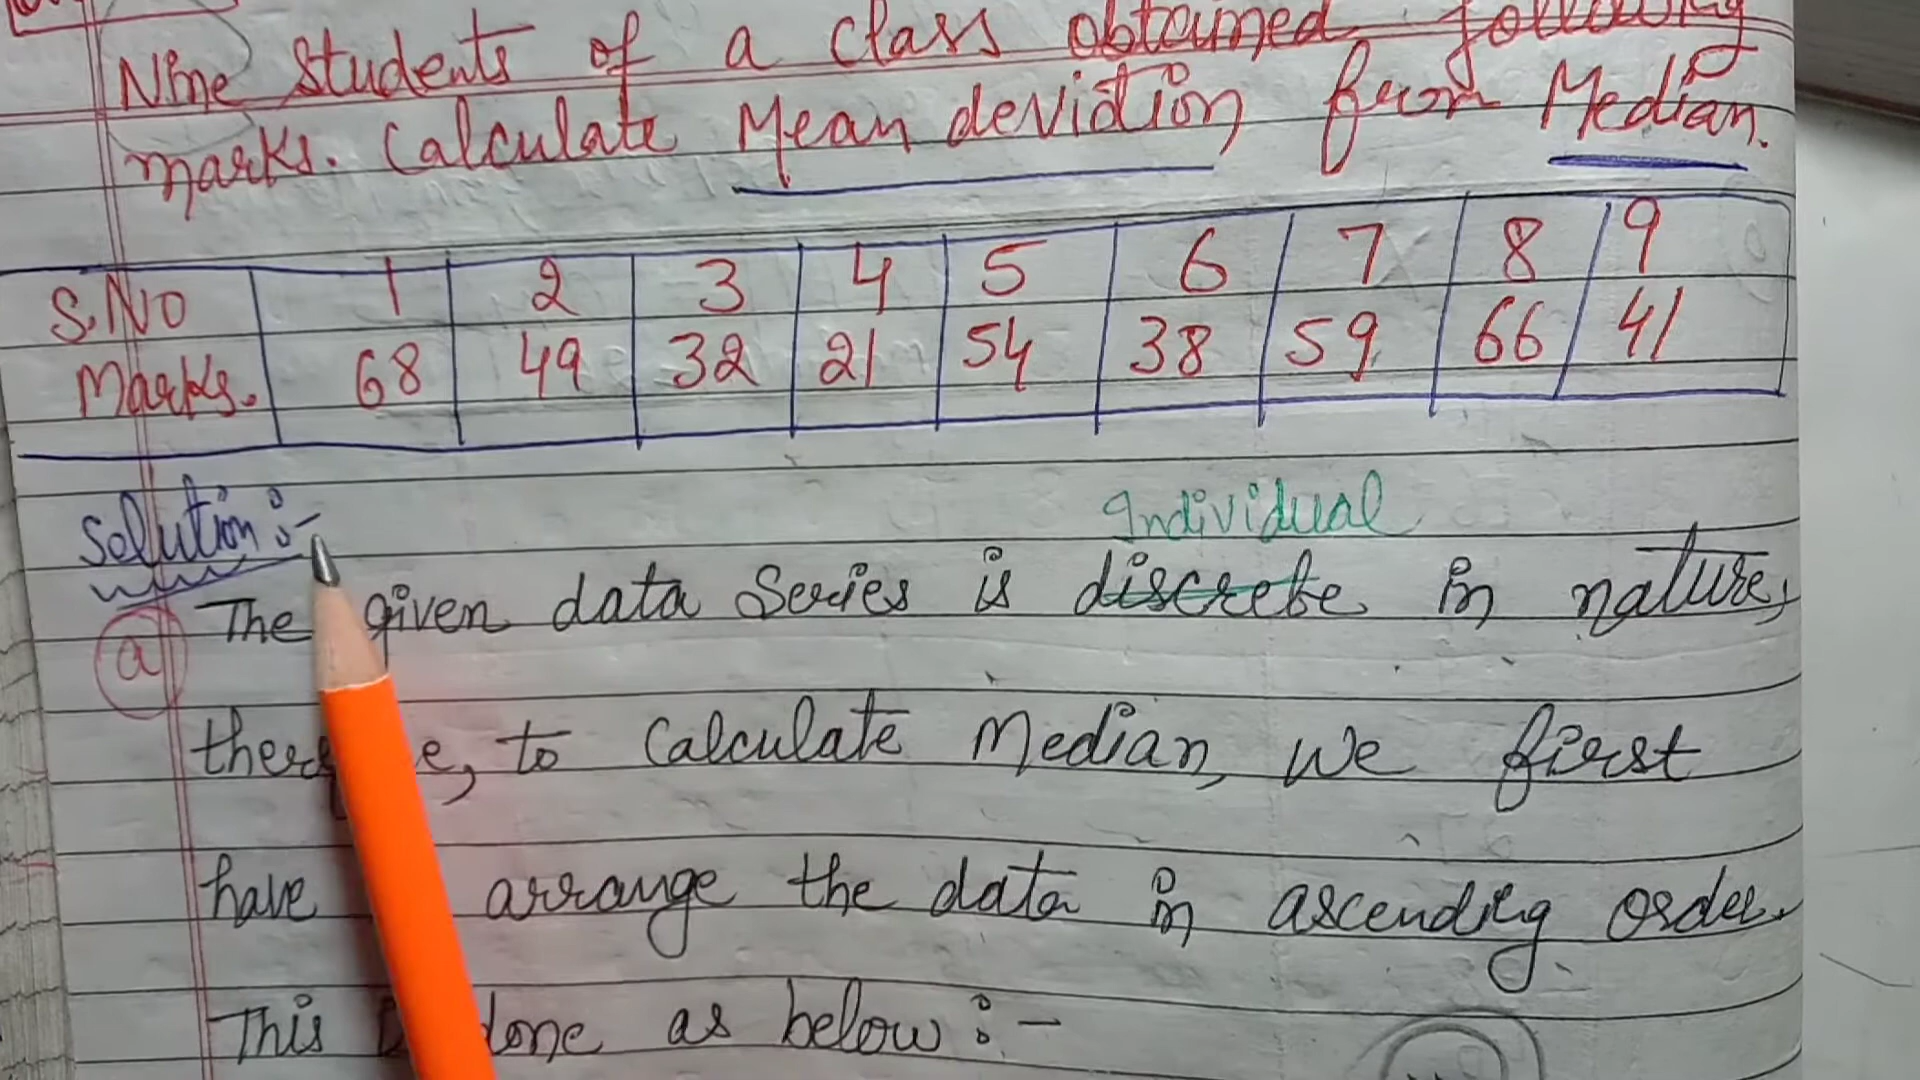 Nine students of a class obtained following
marks. Calculate Mean deviation from Median.
S.No 1 2 3 4 5 6 7 8 9
Marks. 68 49 32 21 54 38 59 66 41
Solution :-
Individual
(a) The given data Series is discrete in nature,
to Calculate Median, we first
have arrange the data in ascending order.
This done as below :-